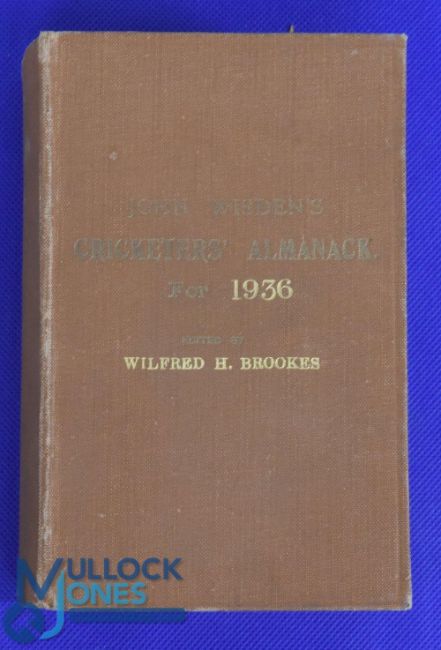 JOHN WISDEN'S
CRICKETERS' ALMANACK.
For 1936
EDITED BY
WILFRED H. BROOKES
MULLOCK
JONES